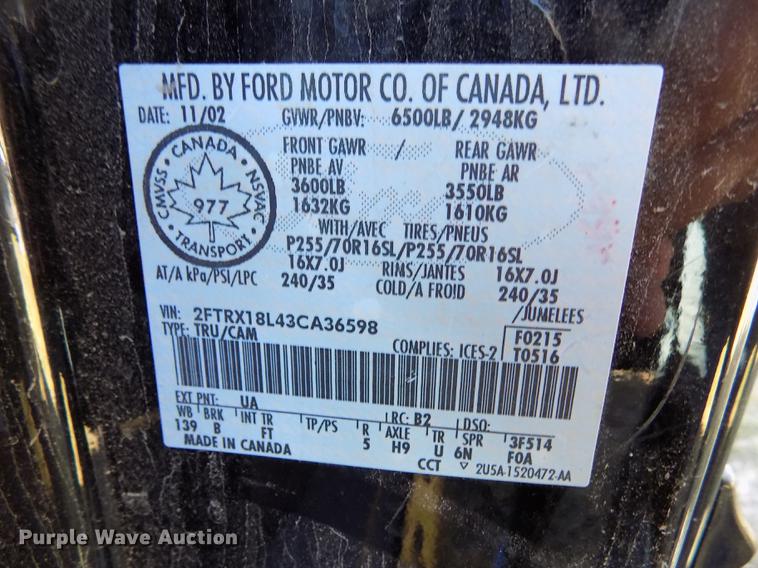 MFD. BY FORD MOTOR CO. OF CANADA, LTD.
DATE: 11/02 GVWR/PNBV: 6500LB/ 2948KG
FRONT GAWR / REAR GAWR
PNBE AV PNBE AR
3600LB 3550LB
1632KG 1610KG
CANADA
CMVSS NSVAC
977
TRANSPORT
WITH/AVEC TIRES/PNEUS
P255/70R16SL/P255/70R16SL
16X7.0J RIMS/JANTES 16X7.0J
AT/A kPa/PSI/LPC 240/35 COLD/A FROID 240/35
VIN: 2FTRX18L43CA36598 /JUMELEES
TYPE: TRU/CAM COMPLIES: ICES-2 F0215
T0516
EXT PNT: UA RC: B2 DSO:
WB BRK INT TR TP/PS R AXLE TR SPR 3F514
139 B FT 5 H9 U 6N F0A
MADE IN CANADA CCT ▽ 2U5A-1520472-AA
Purple Wave Auction